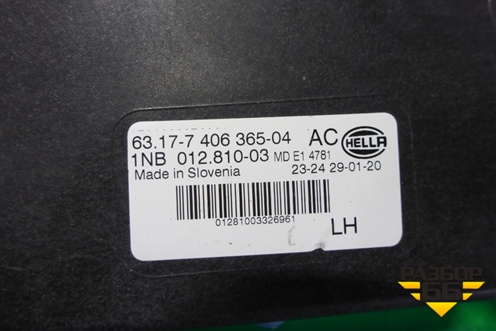 63.17-7 406 365-04 AC HELLA
1NB 012.810-03 MD E1 4781
Made in Slovenia 23-24 29-01-20
01281003326961
LH
РАЗБОР
66